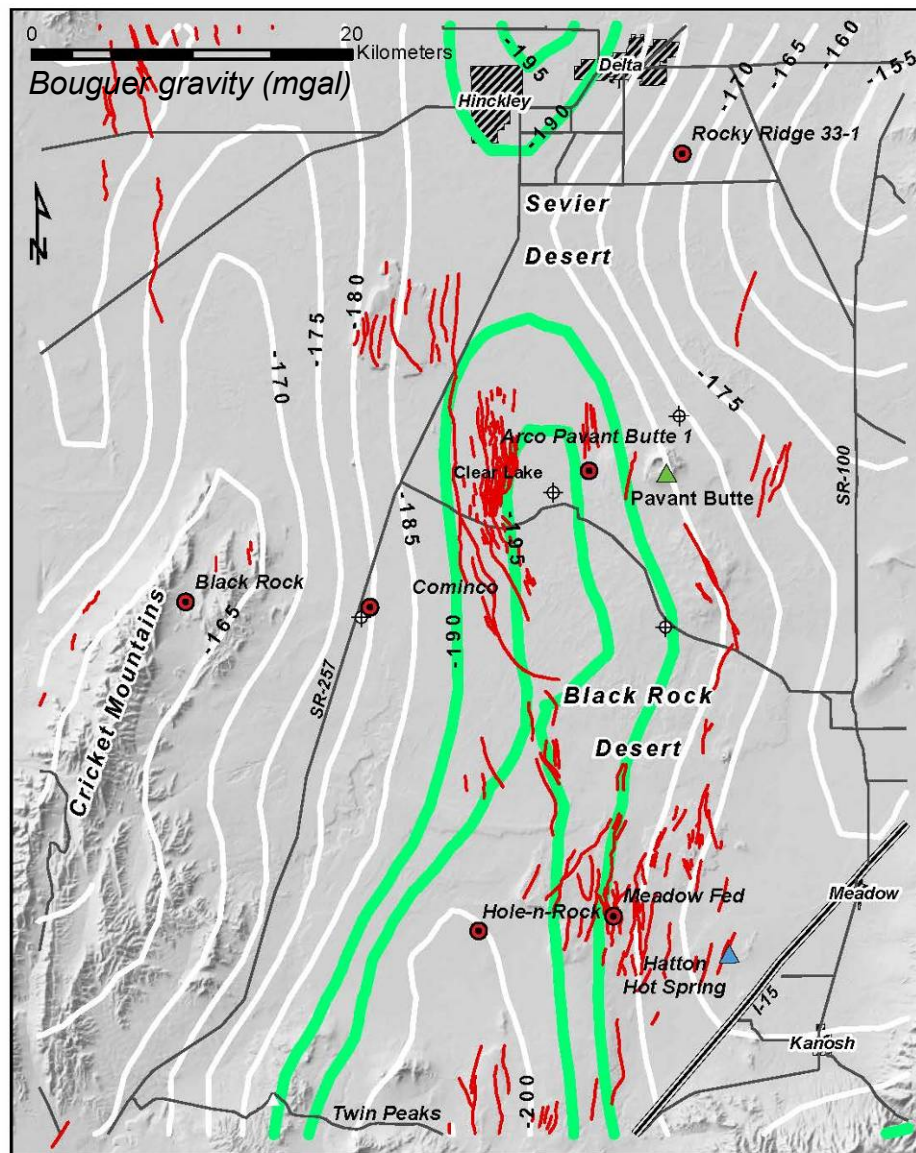 0 20
Kilometers
Bouguer gravity (mgal)
-195
Delta
Hinckley
-190
-170
-165
-160
-155
Rocky Ridge 33-1
N
Sevier
Desert
-180
-175
-170
-175
Arco Pavant Butte 1
Clear Lake
Pavant Butte
SR-100
-185
-195
Black Rock
Cominco
-165
-190
Cricket Mountains
SR-257
Black Rock
Desert
Meadow
Hole-n-Rock
Meadow Fed
Hatton
Hot Spring
I-15
Kanosh
Twin Peaks
-200